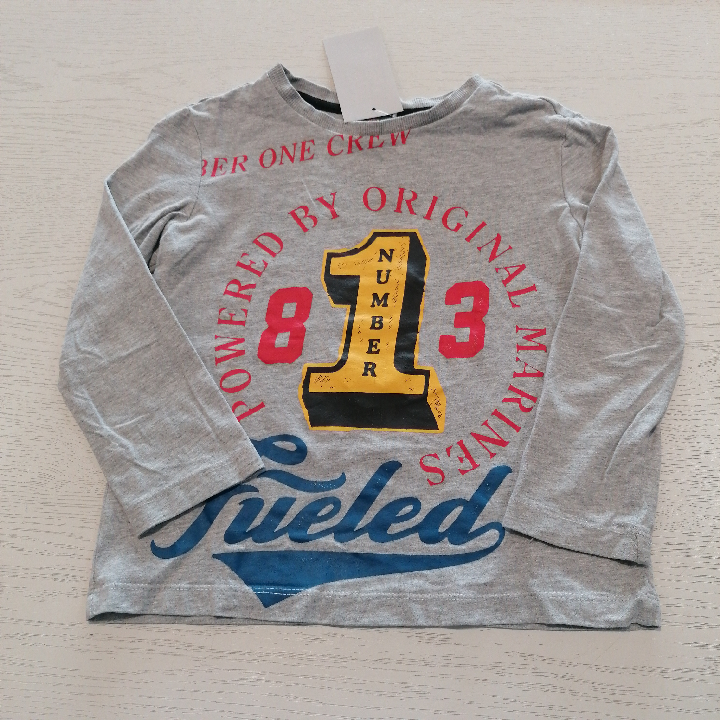 BER ONE CREW
POWERED BY ORIGINAL MARINES
8 1 3
NUMBER
Fueled